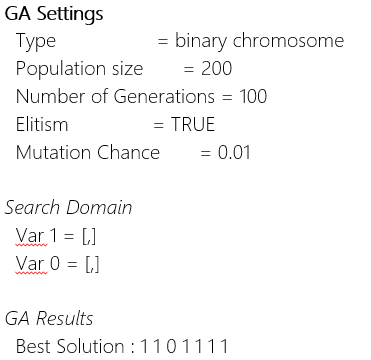 GA Settings
Type = binary chromosome
Population size = 200
Number of Generations = 100
Elitism = TRUE
Mutation Chance = 0.01
Search Domain
Var 1 = [,]
Var 0 = [,]
GA Results
Best Solution : 1 1 0 1 1 1 1